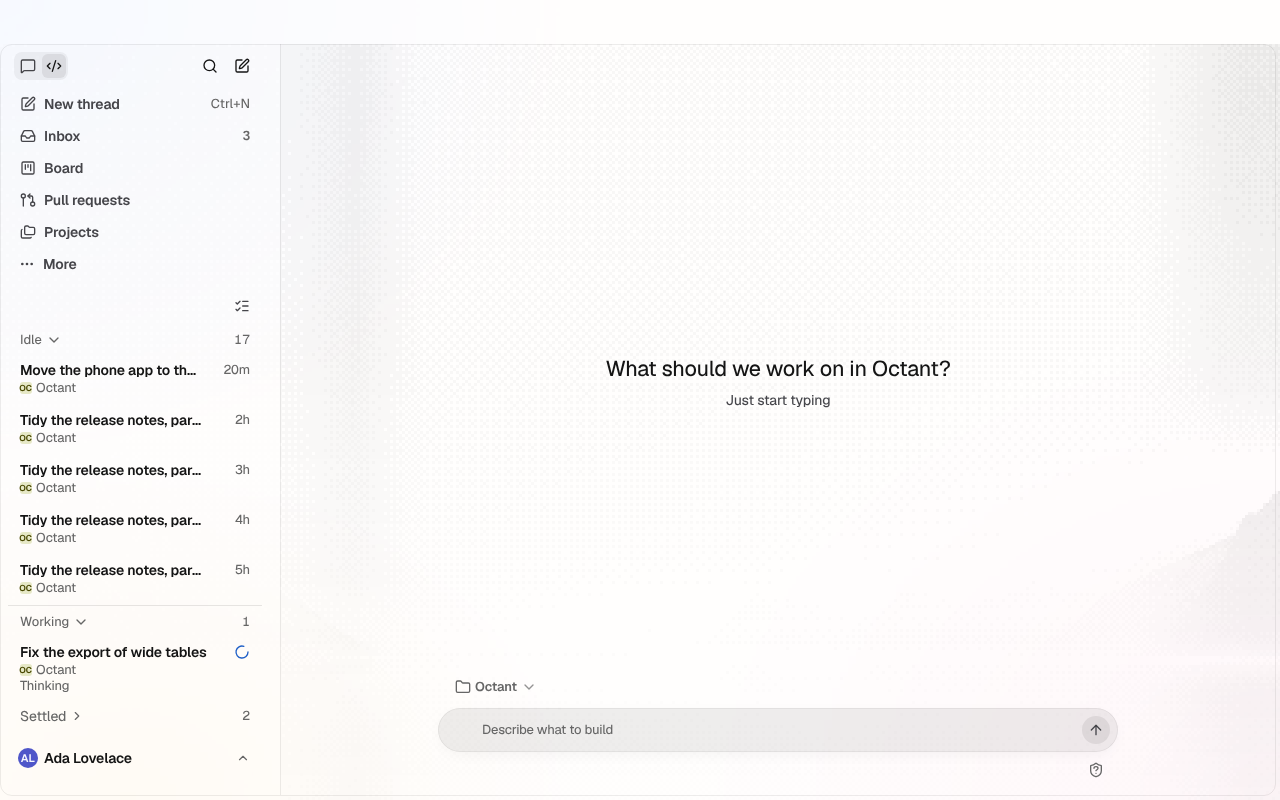 New thread Ctrl+N
Inbox 3
Board
Pull requests
Projects
More
Idle 17
Move the phone app to th... 20m
OC Octant
Tidy the release notes, par... 2h
OC Octant
Tidy the release notes, par... 3h
OC Octant
Tidy the release notes, par... 4h
OC Octant
Tidy the release notes, par... 5h
OC Octant
Working 1
Fix the export of wide tables
OC Octant
Thinking
Settled 2
AL Ada Lovelace
What should we work on in Octant?
Just start typing
Octant
Describe what to build